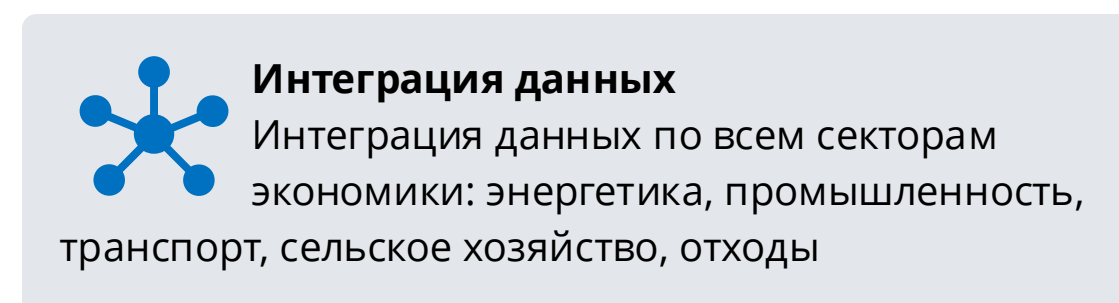 Интеграция данных
Интеграция данных по всем секторам
экономики: энергетика, промышленность,
транспорт, сельское хозяйство, отходы